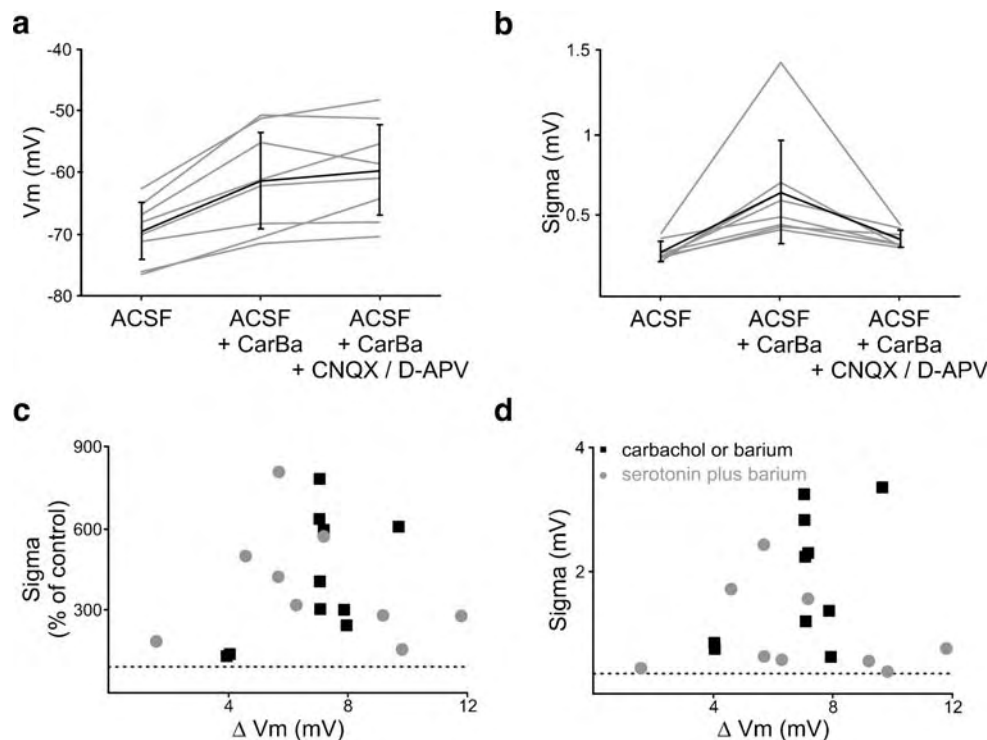 a
Vm (mV)
-40
-50
-60
-70
-80
ACSF
ACSF
+ CarBa
ACSF
+ CarBa
+ CNQX / D-APV
b
Sigma (mV)
1.5
1
0.5
ACSF
ACSF
+ CarBa
ACSF
+ CarBa
+ CNQX / D-APV
c
Sigma
(% of control)
900
600
300
4
8
12
Δ Vm (mV)
d
Sigma (mV)
4
2
carbachol or barium
serotonin plus barium
4
8
12
Δ Vm (mV)